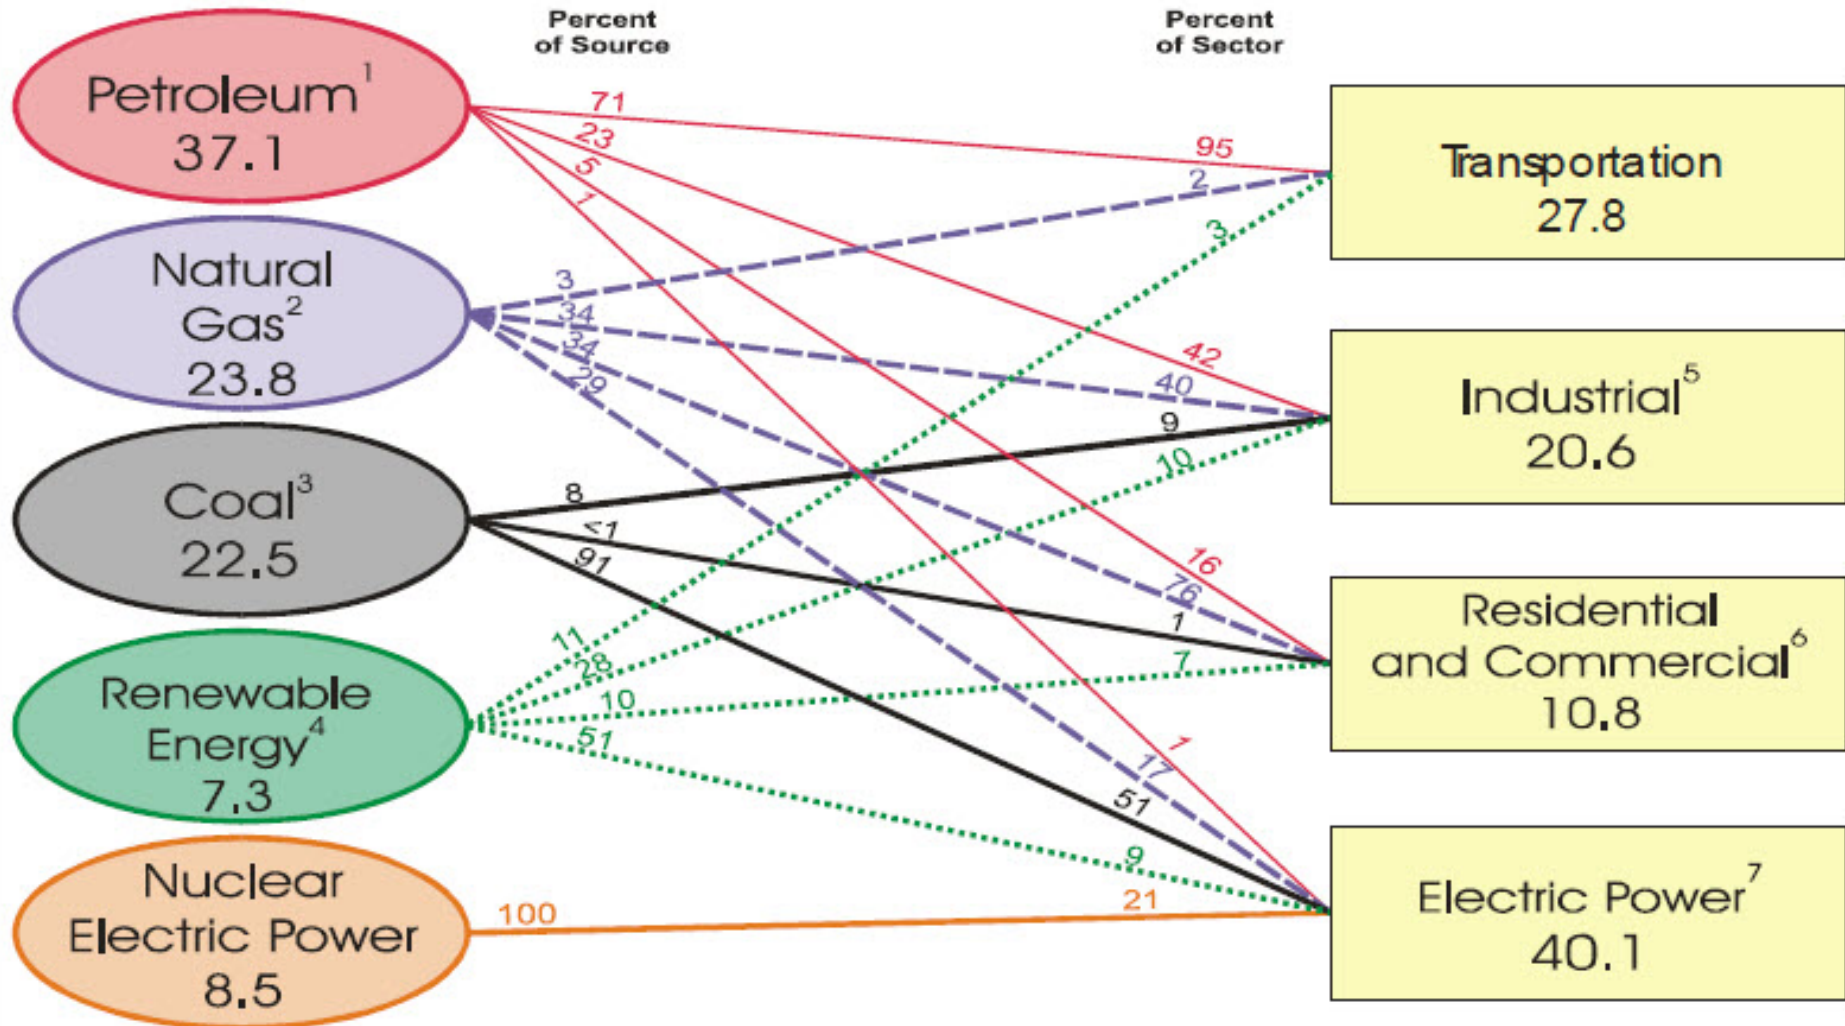 Percent
of Source
Percent
of Sector
Petroleum¹
37.1
Natural
Gas²
23.8
Coal³
22.5
Renewable
Energy⁴
7.3
Nuclear
Electric Power
8.5
71
23
5
1
3
34
34
29
8
<1
91
11
28
10
51
100
95
2
3
42
40
9
10
16
76
1
7
1
17
51
9
21
Transportation
27.8
Industrial⁵
20.6
Residential
and Commercial⁶
10.8
Electric Power⁷
40.1